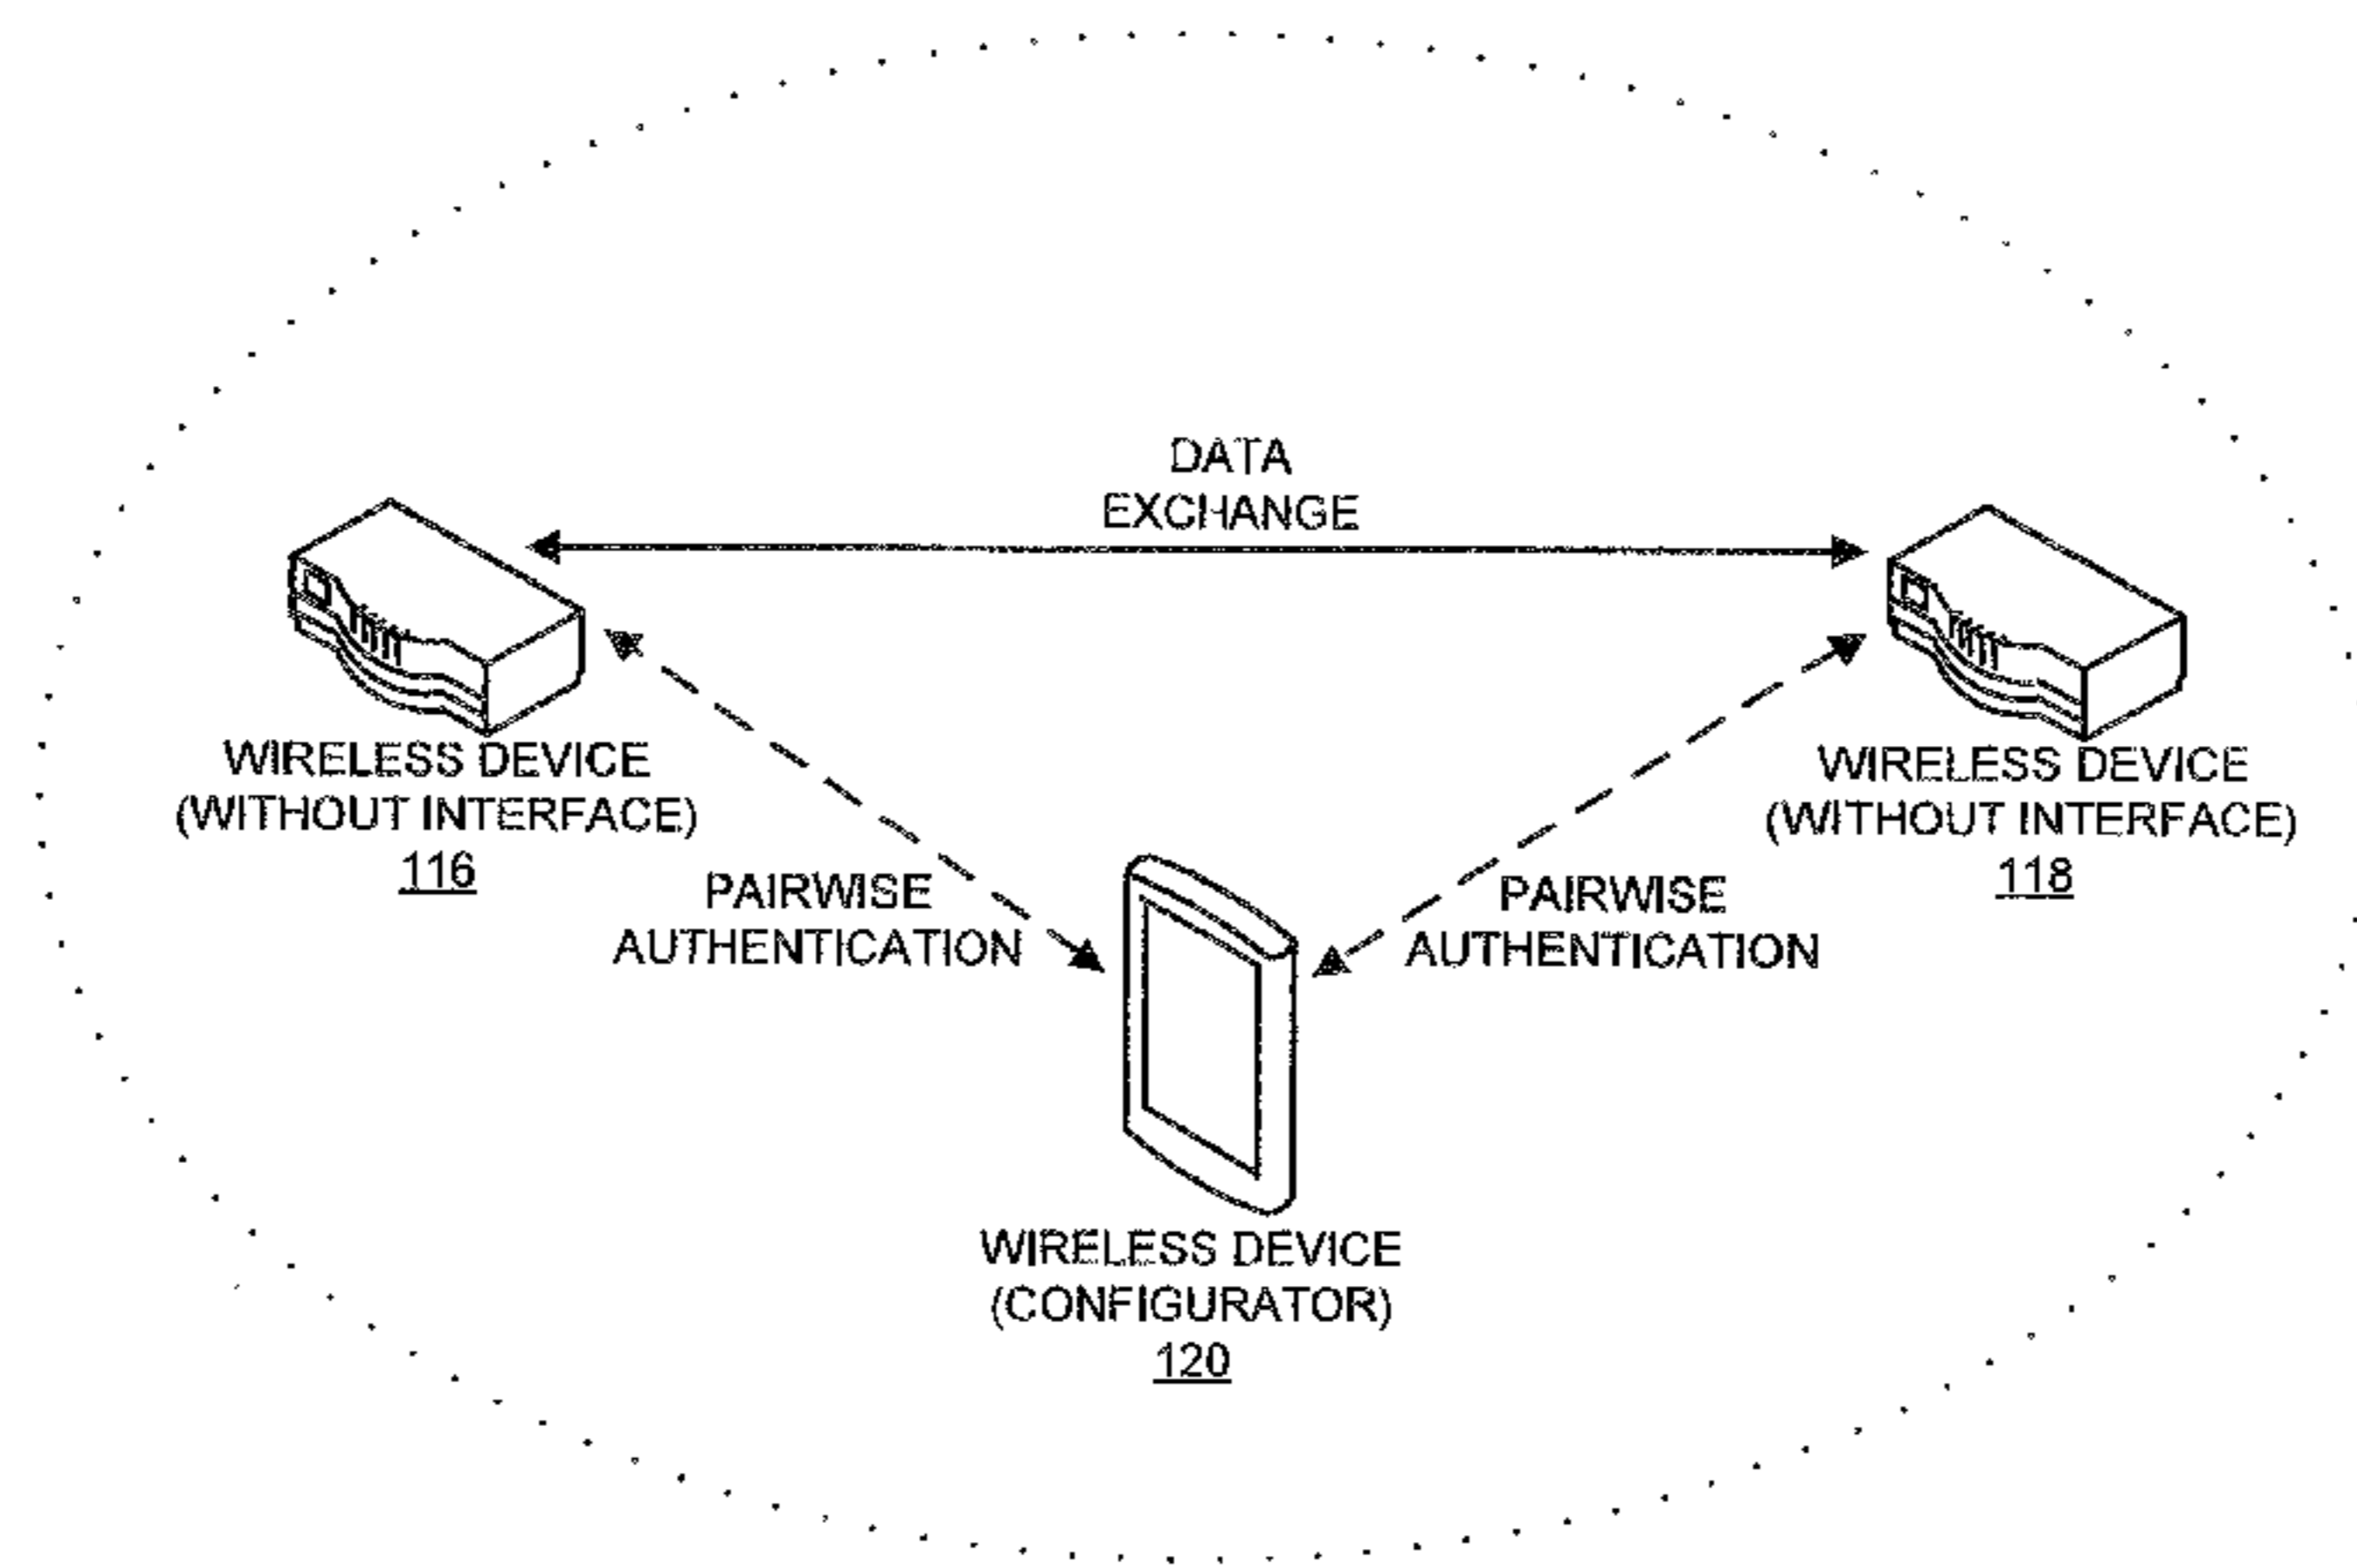 DATA
EXCHANGE
WIRELESS DEVICE
(WITHOUT INTERFACE)
116
WIRELESS DEVICE
(WITHOUT INTERFACE)
118
PAIRWISE
AUTHENTICATION
PAIRWISE
AUTHENTICATION
WIRELESS DEVICE
(CONFIGURATOR)
120